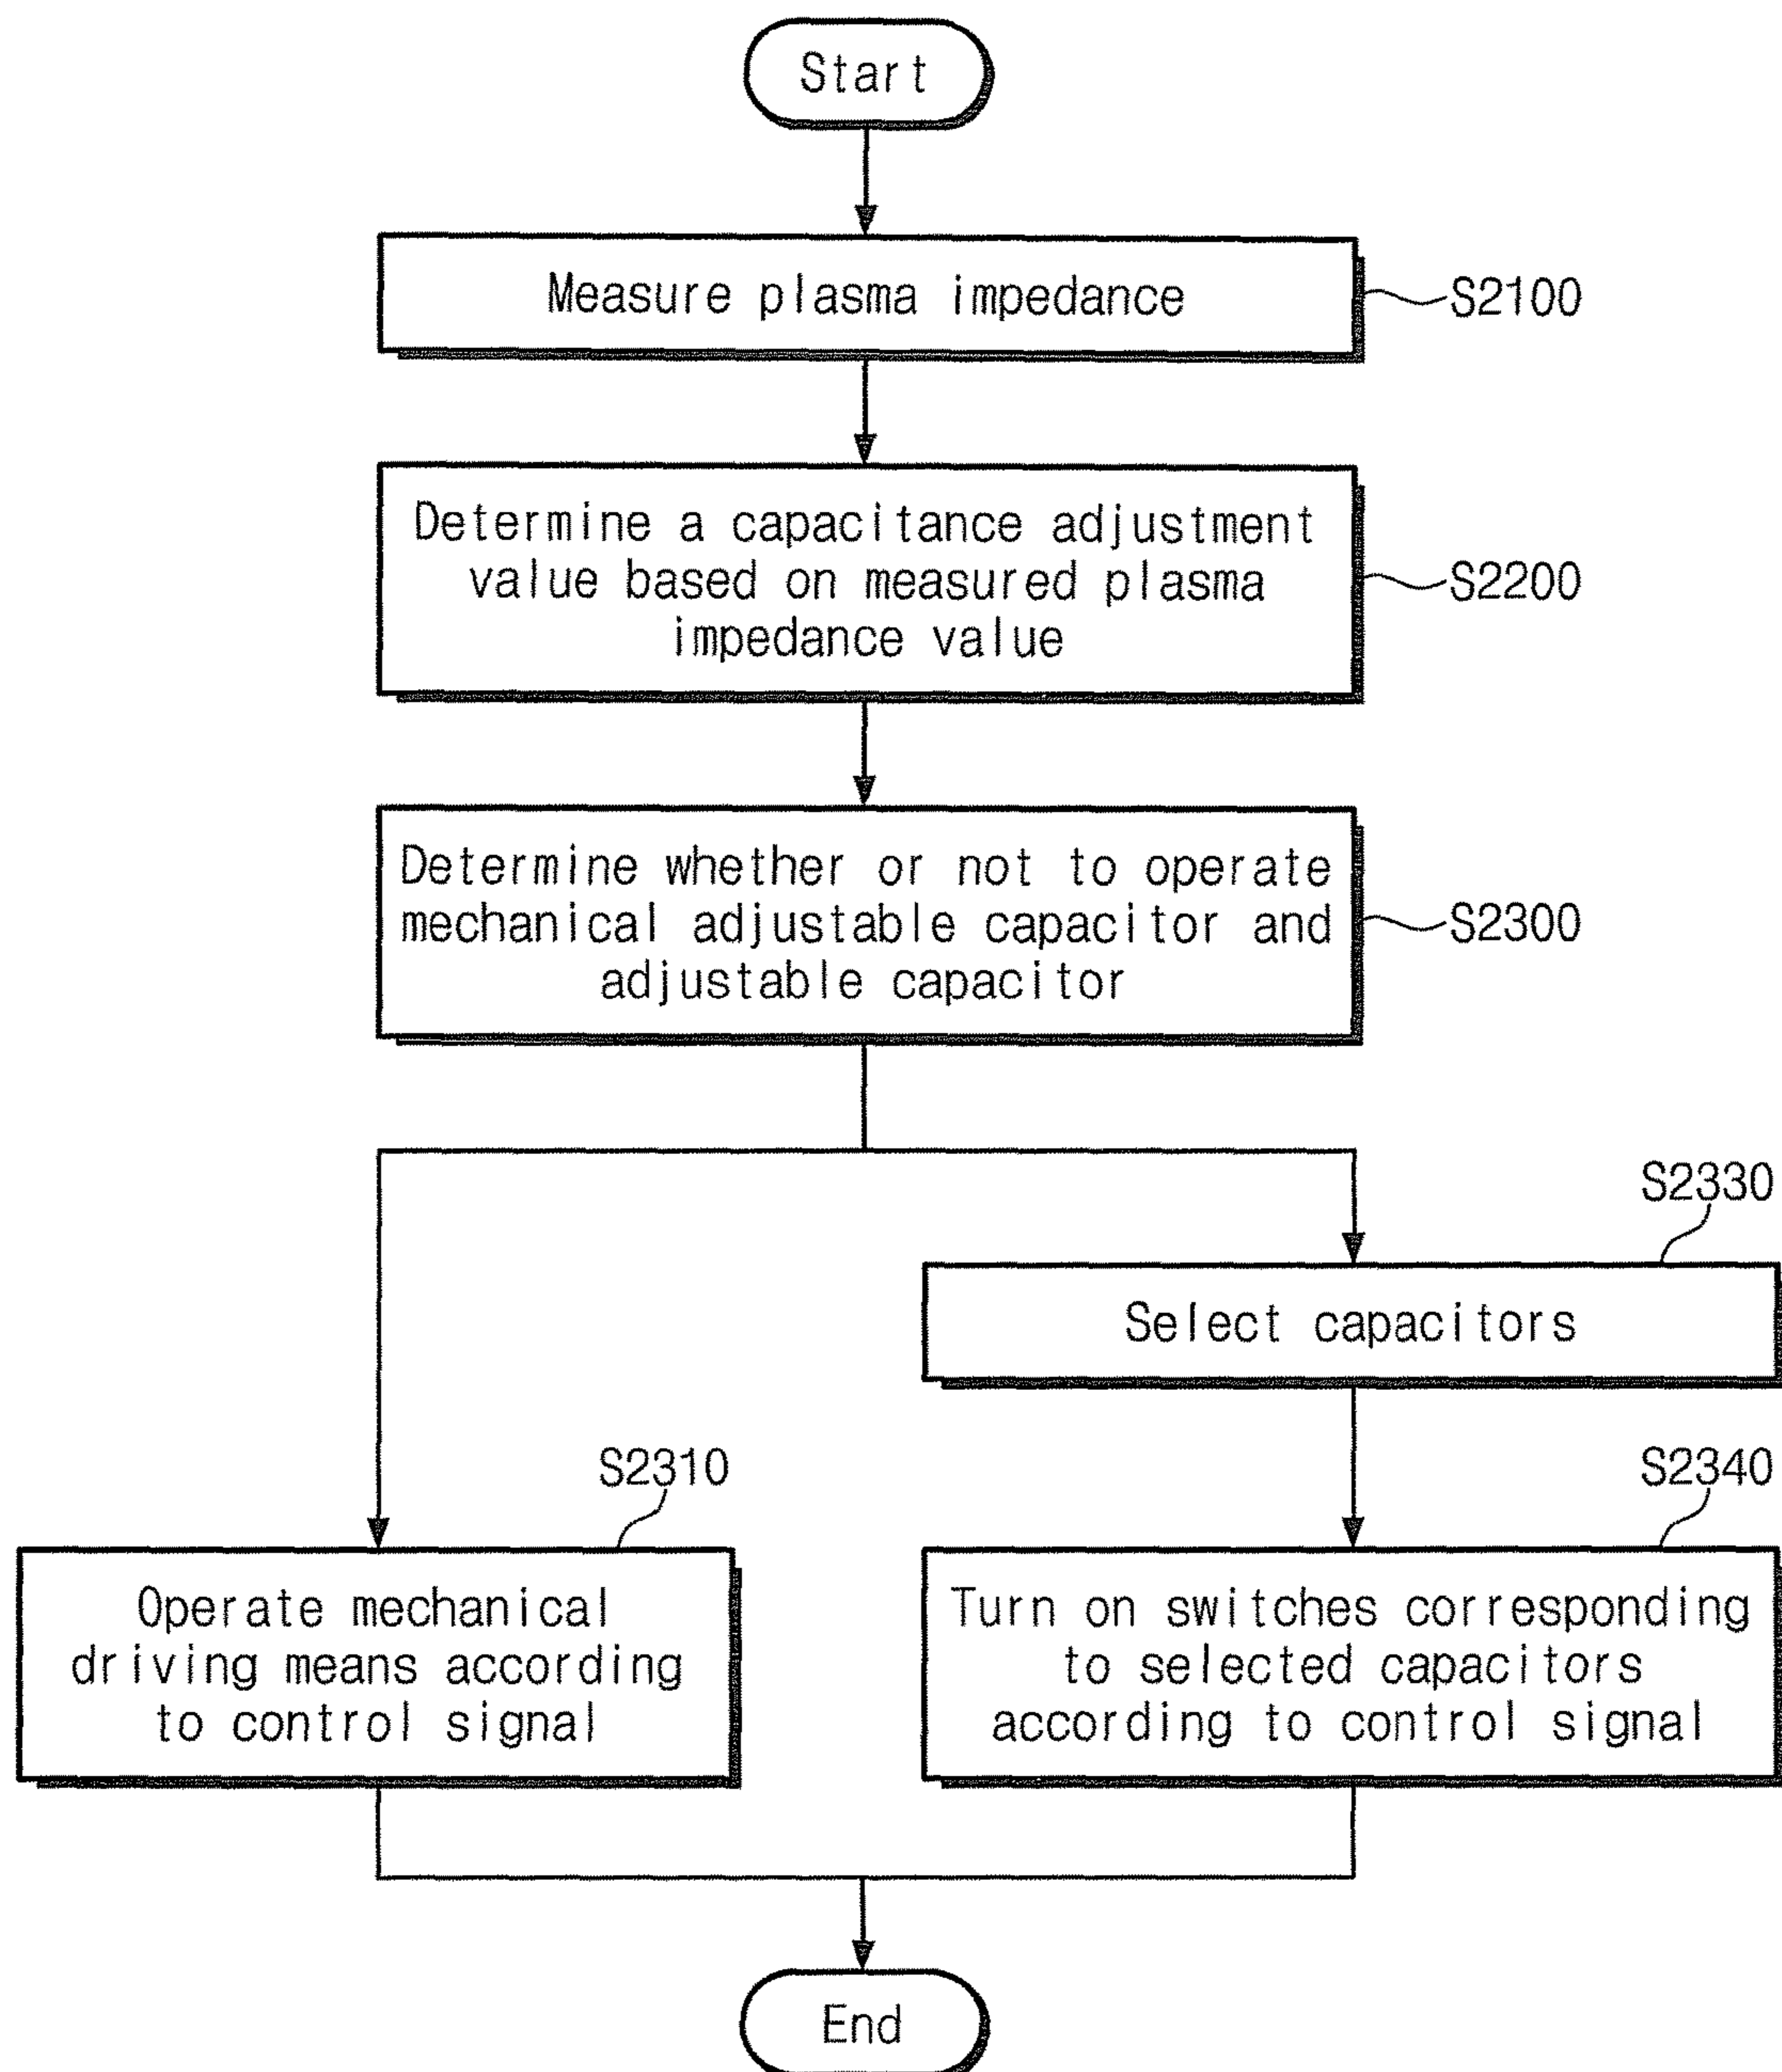 Start
Measure plasma impedance
S2100
Determine a capacitance adjustment
value based on measured plasma
impedance value
S2200
Determine whether or not to operate
mechanical adjustable capacitor and
adjustable capacitor
S2300
S2330
Select capacitors
S2310
Operate mechanical
driving means according
to control signal
S2340
Turn on switches corresponding
to selected capacitors
according to control signal
End